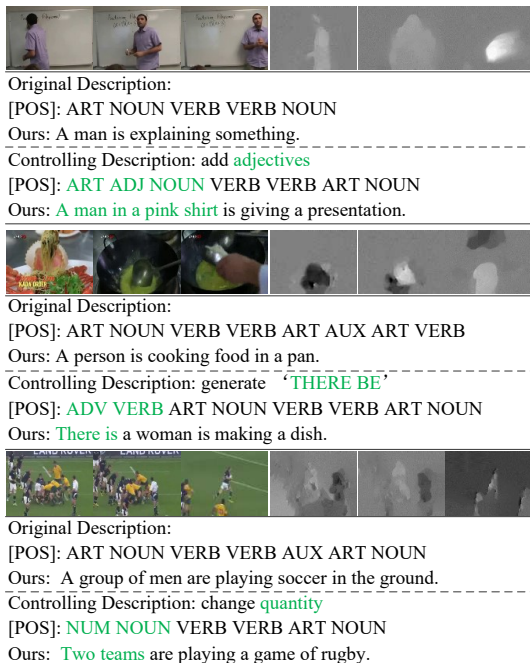 Original Description:
[POS]: ART NOUN VERB VERB NOUN
Ours: A man is explaining something.
Controlling Description: add adjectives
[POS]: ART ADJ NOUN VERB VERB ART NOUN
Ours: A man in a pink shirt is giving a presentation.
Original Description:
[POS]: ART NOUN VERB VERB ART AUX ART VERB
Ours: A person is cooking food in a pan.
Controlling Description: generate ‘THERE BE’
[POS]: ADV VERB ART NOUN VERB VERB ART NOUN
Ours: There is a woman is making a dish.
LAND ROVER LAND ROVER
Original Description:
[POS]: ART NOUN VERB VERB AUX ART NOUN
Ours: A group of men are playing soccer in the ground.
Controlling Description: change quantity
[POS]: NUM NOUN VERB VERB ART NOUN
Ours: Two teams are playing a game of rugby.